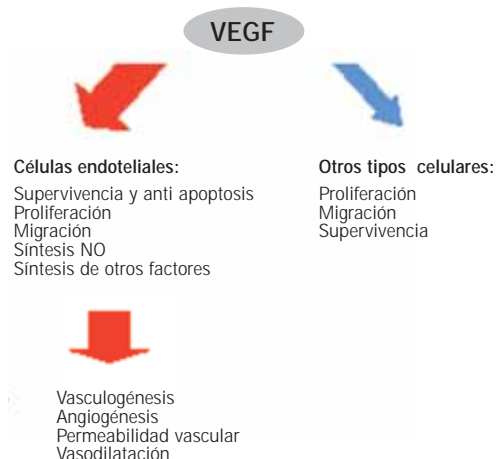 VEGF
Células endoteliales:
Supervivencia y anti apoptosis
Proliferación
Migración
Síntesis NO
Síntesis de otros factores
Otros tipos celulares:
Proliferación
Migración
Supervivencia
Vasculogénesis
Angiogénesis
Permeabilidad vascular
Vasodilatación